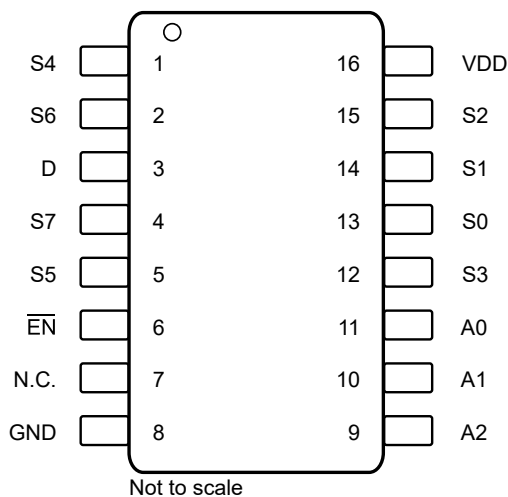 S4 1 16 VDD
S6 2 15 S2
D 3 14 S1
S7 4 13 S0
S5 5 12 S3
E̅N̅ 6 11 A0
N.C. 7 10 A1
GND 8 9 A2
Not to scale